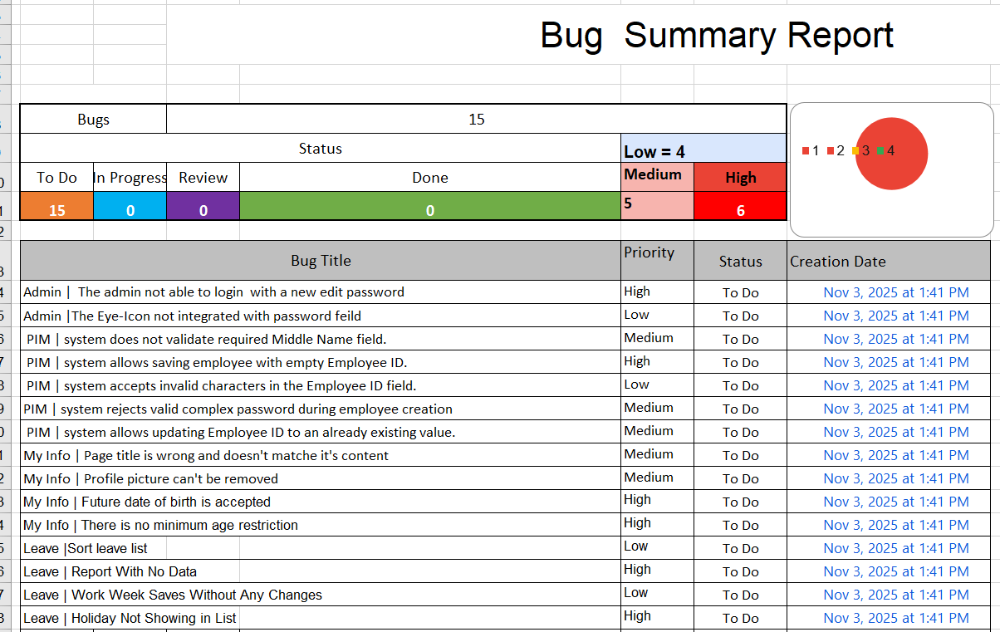 Bug  Summary Report
Bugs 15
1 2 3 4
Status Low = 4
To Do In Progress Review Done Medium High
15 0 0 0 5 6
Bug Title Priority Status Creation Date
Admin |  The admin not able to login  with a new edit password High To Do Nov 3, 2025 at 1:41 PM
Admin |The Eye-Icon not integrated with password feild Low To Do Nov 3, 2025 at 1:41 PM
PIM | system does not validate required Middle Name field. Medium To Do Nov 3, 2025 at 1:41 PM
PIM | system allows saving employee with empty Employee ID. High To Do Nov 3, 2025 at 1:41 PM
PIM | system accepts invalid characters in the Employee ID field. Low To Do Nov 3, 2025 at 1:41 PM
PIM | system rejects valid complex password during employee creation Medium To Do Nov 3, 2025 at 1:41 PM
PIM | system allows updating Employee ID to an already existing value. Medium To Do Nov 3, 2025 at 1:41 PM
My Info | Page title is wrong and doesn't matche it's content Medium To Do Nov 3, 2025 at 1:41 PM
My Info | Profile picture can't be removed Medium To Do Nov 3, 2025 at 1:41 PM
My Info | Future date of birth is accepted High To Do Nov 3, 2025 at 1:41 PM
My Info | There is no minimum age restriction High To Do Nov 3, 2025 at 1:41 PM
Leave |Sort leave list Low To Do Nov 3, 2025 at 1:41 PM
Leave | Report With No Data High To Do Nov 3, 2025 at 1:41 PM
Leave | Work Week Saves Without Any Changes Low To Do Nov 3, 2025 at 1:41 PM
Leave | Holiday Not Showing in List High To Do Nov 3, 2025 at 1:41 PM